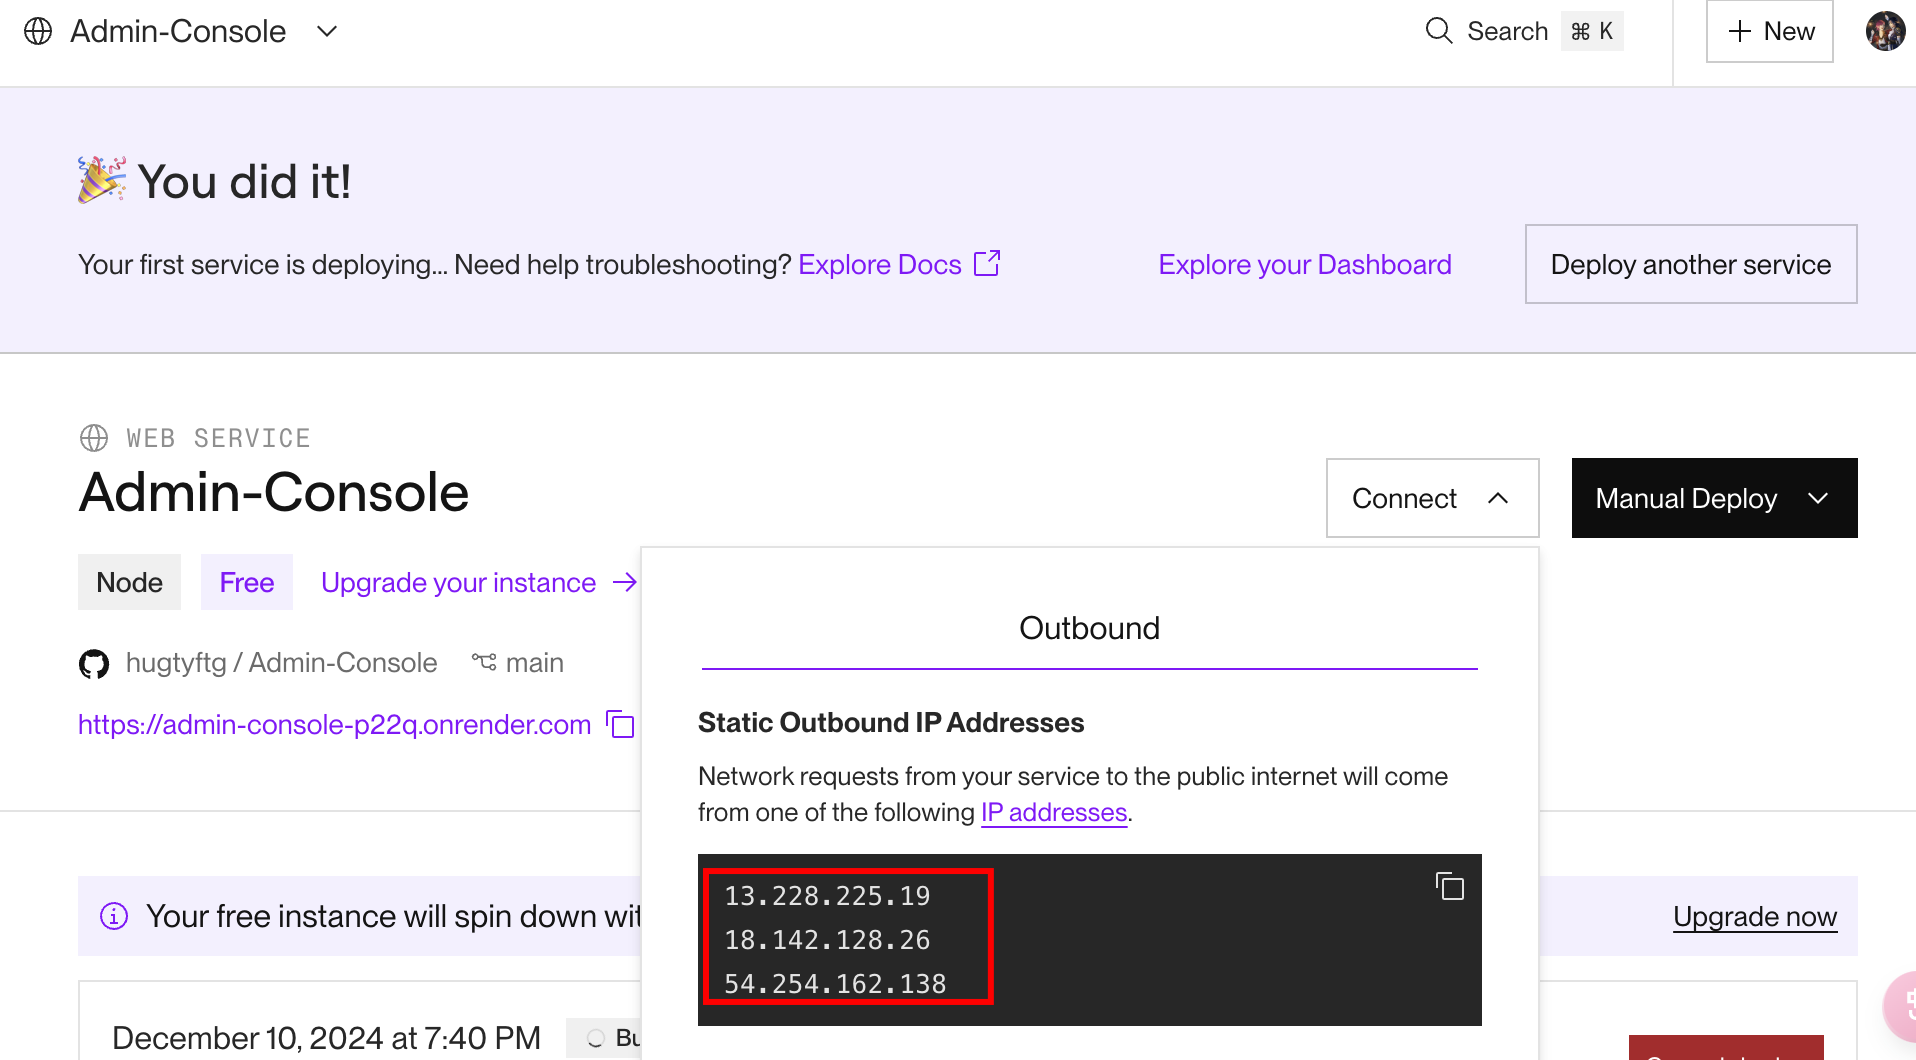 Admin-Console
Search ⌘ K
+ New
🎉 You did it!
Your first service is deploying... Need help troubleshooting? Explore Docs
Explore your Dashboard
Deploy another service
WEB SERVICE
Admin-Console
Connect
Manual Deploy
Node
Free
Upgrade your instance →
hugtyftg / Admin-Console
main
https://admin-console-p22q.onrender.com
Outbound
Static Outbound IP Addresses
Network requests from your service to the public internet will come
from one of the following IP addresses.
13.228.225.19
18.142.128.26
54.254.162.138
Your free instance will spin down
Upgrade now
December 10, 2024 at 7:40 PM